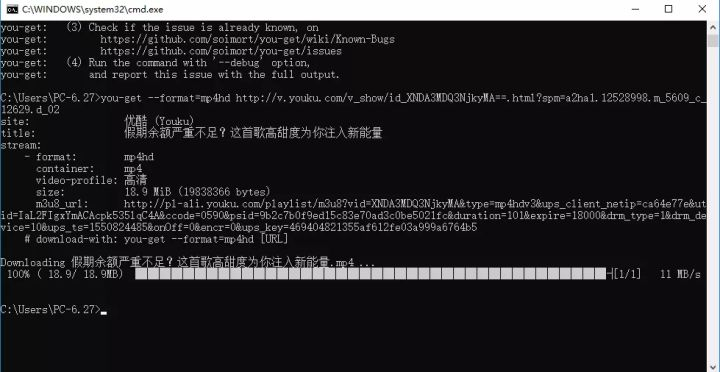 C:\WINDOWS\system32\cmd.exe
you-get:   (3) Check if the issue is already known, on
you-get:       https://github.com/soimort/you-get/wiki/Known-Bugs
you-get:       https://github.com/soimort/you-get/issues
you-get:   (4) Run the command with '--debug' option,
you-get:       and report this issue with the full output.
C:\Users\PC-6.27>you-get --format=mp4hd http://v.youku.com/v_show/id_XNDA3MDQ3NjkyMA==.html?spm=a2ha1.12528998.m_5609_c_
12629.d_02
site:                优酷 (Youku)
title:               假期余额严重不足？这首歌高甜度为你注入新能量
stream:
    - format:        mp4hd
      container:     mp4
      video-profile: 高清
      size:          18.9 MiB (19838366 bytes)
      m3u8_url:      http://pl-ali.youku.com/playlist/m3u8?vid=XNDA3MDQ3NjkyMA&type=mp4hdv3&ups_client_netip=ca64e77e&ut
id=IaL2FIgxYmACAcpk5351qC4A&ccode=0590&psid=9b2c7b0f9ed15c83e70ad3c0be5021fc&duration=101&expire=18000&drm_type=1&drm_de
vice=10&ups_ts=1550824485&onOff=0&encr=0&ups_key=469404821355af612fe03a999a6764b5
    # download-with: you-get --format=mp4hd [URL]
Downloading 假期余额严重不足？这首歌高甜度为你注入新能量.mp4 ...
 100% ( 18.9/ 18.9MB) ├████████████████████████████████████████┤[1/1]   11 MB/s
C:\Users\PC-6.27>